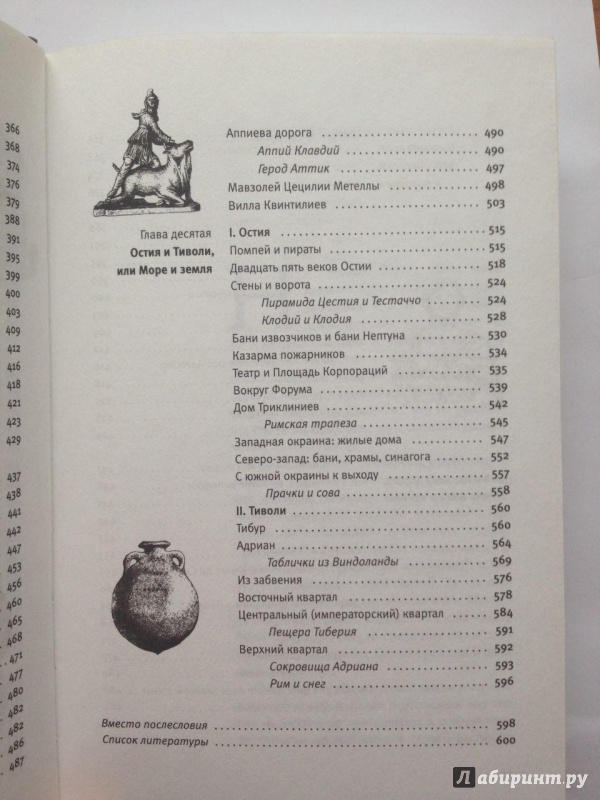 366
368
374
376
379
388
391
395
399
400
403
409
412
416
418
421
423
429
437
438
441
442
447
453
456
460
465
468
471
477
480
482
482
486
487
Аппиева дорога 490
Аппий Клавдий 490
Герод Аттик 497
Мавзолей Цецилии Метеллы 498
Вилла Квинтилиев 503
Глава десятая
Остия и Тиволи,
или Море и земля
I. Остия 515
Помпей и пираты 515
Двадцать пять веков Остии 518
Стены и ворота 524
Пирамида Цестия и Тестаччо 524
Клодий и Клодия 528
Бани извозчиков и бани Нептуна 530
Казарма пожарников 534
Театр и Площадь Корпораций 535
Вокруг Форума 539
Дом Триклиниев 542
Римская трапеза 545
Западная окраина: жилые дома 547
Северо-запад: бани, храмы, синагога 552
С южной окраины к выходу 557
Прачки и сова 558
II. Тиволи 560
Тибур 560
Адриан 564
Таблички из Виндоланды 569
Из забвения 576
Восточный квартал 578
Центральный (императорский) квартал 584
Пещера Тиберия 591
Верхний квартал 592
Сокровища Адриана 593
Рим и снег 596
Вместо послесловия 598
Список литературы 600
Лабиринт.ру